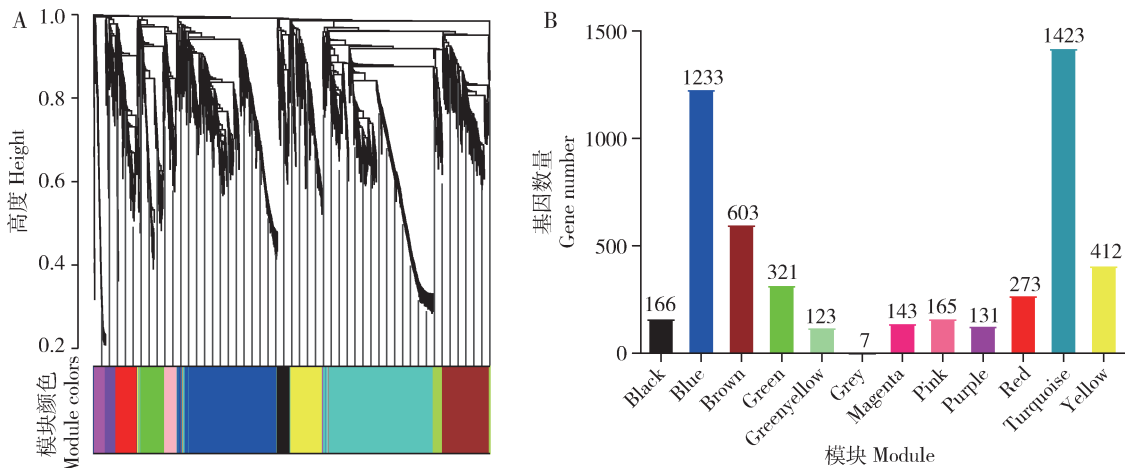 A
高度 Height
1.0
0.8
1.0
0.6
0.4
0.2
模块颜色
Module colors
B
基因数量
Gene number
1500
1000
500
0
166
1233
603
321
123
7
143
165
131
273
1423
412
Black
Blue
Brown
Green
Greenyellow
Grey
Magenta
Pink
Purple
Red
Turquoise
Yellow
模块 Module